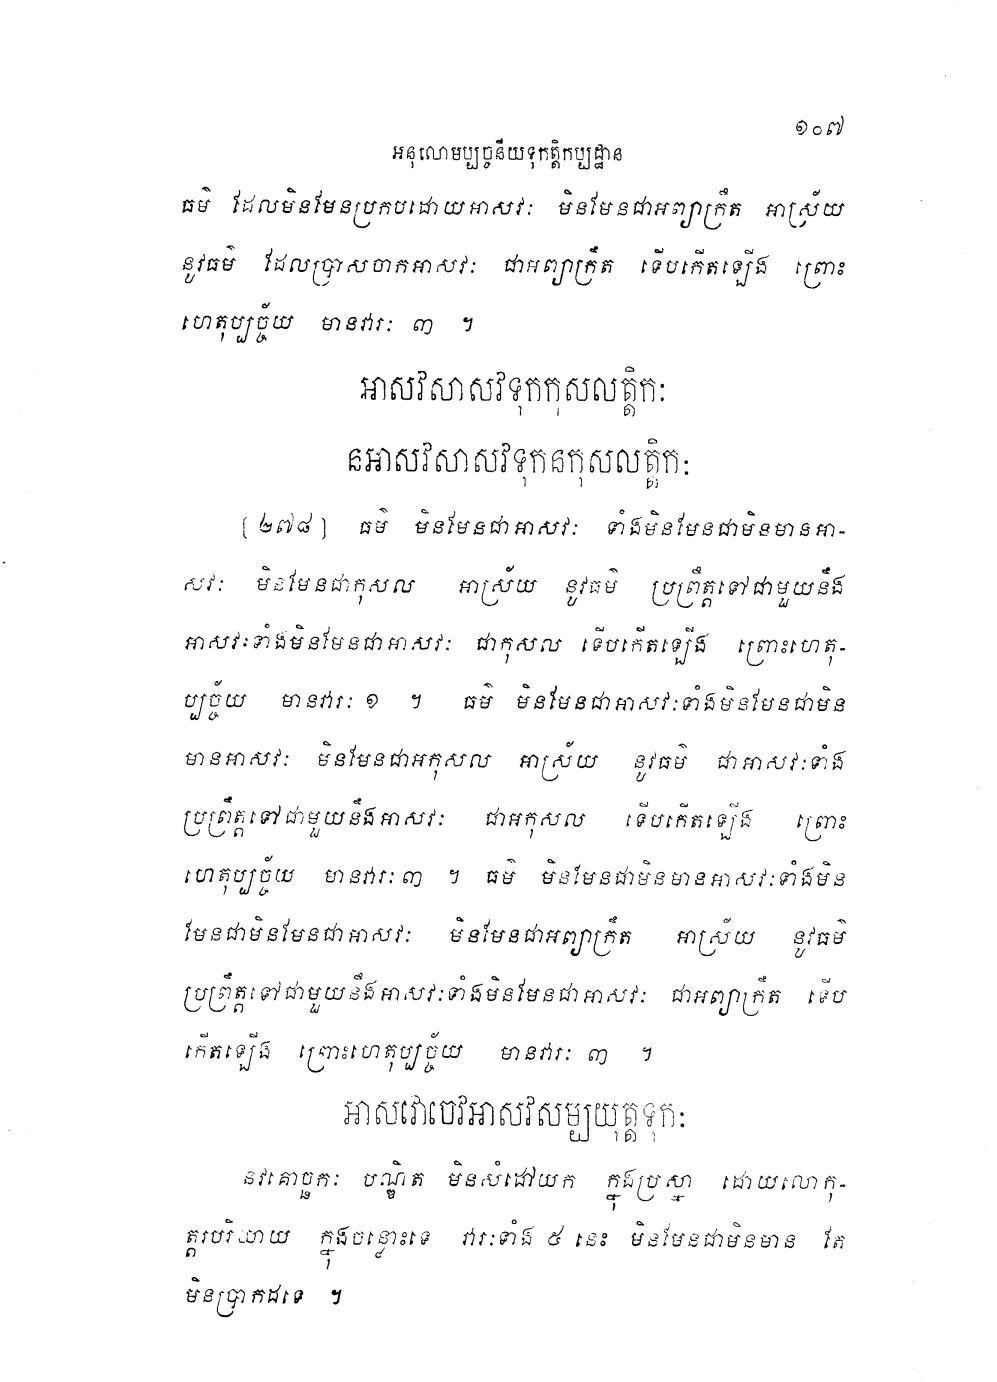 ១០៧
អនុលោមប្បច្ចនីយទុកត្តិកប្បដ្ឋាន
ធម៌ ដែលមិនមែនប្រកបដោយអាសវៈ មិនមែនជាអព្យាក្រឹត អាស្រ័យ
នូវធម៌ ដែលប្រាសចាកអាសវៈ ជាអព្យាក្រឹត ទើបកើតឡើង ព្រោះ
ហេតុប្បច្ច័យ មានវារៈ ៣ ។
អាសវសាសវទុកកុសលត្តិកៈ
នអាសវសាសវទុកនកុសលត្តិកៈ
[២៧៨] ធម៌ មិនមែនជាអាសវៈ ទាំងមិនមែនជាមិនមានអា-
សវៈ មិនមែនជាកុសល អាស្រ័យ នូវធម៌ ប្រព្រឹត្តទៅជាមួយនឹង
អាសវៈទាំងមិនមែនជាអាសវៈ ជាកុសល ទើបកើតឡើង ព្រោះហេតុ-
ប្បច្ច័យ មានវារៈ ១ ។ ធម៌ មិនមែនជាអាសវៈទាំងមិនមែនជាមិន
មានអាសវៈ មិនមែនជាអកុសល អាស្រ័យ នូវធម៌ ជាអាសវៈទាំង
ប្រព្រឹត្តទៅជាមួយនឹងអាសវៈ ជាអកុសល ទើបកើតឡើង ព្រោះ
ហេតុប្បច្ច័យ មានវារៈ ៣ ។ ធម៌ មិនមែនជាមិនមានអាសវៈទាំងមិន
មែនជាមិនមែនជាអាសវៈ មិនមែនជាអព្យាក្រឹត អាស្រ័យ នូវធម៌
ប្រព្រឹត្តទៅជាមួយនឹងអាសវៈទាំងមិនមែនជាអាសវៈ ជាអព្យាក្រឹត ទើប
កើតឡើង ព្រោះហេតុប្បច្ច័យ មានវារៈ ៣ ។
អាសវោចេវអាសវសម្បយុត្តទុកៈ
នវគោច្ឆកៈ បណ្ឌិត មិនសំដៅយក ក្នុងប្រស្នា ដោយលោកុ-
ត្តរបរិយាយ ក្នុងចន្លោះទេ វារៈទាំង ៥ នេះ មិនមែនជាមិនមាន តែ
មិនប្រាកដទេ ។